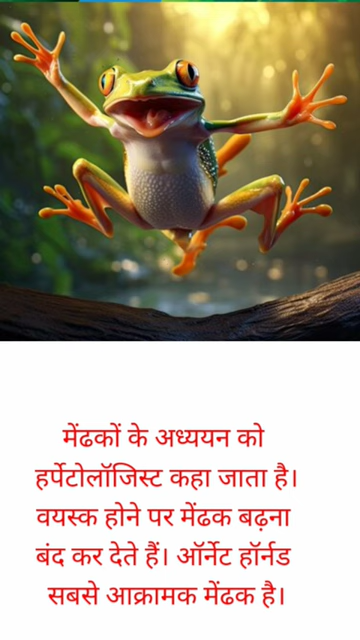 मेंढकों के अध्ययन को
हर्पेटोलॉजिस्ट कहा जाता है।
वयस्क होने पर मेंढक बढ़ना
बंद कर देते हैं। ऑर्नेट हॉर्नड
सबसे आक्रामक मेंढक है।